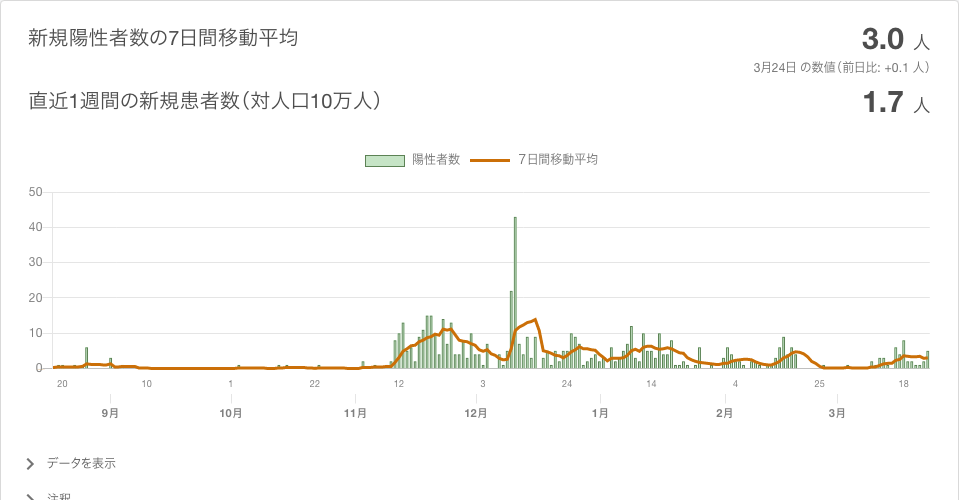 新規陽性者数の7日間移動平均
3.0 人
3月24日 の数値（前日比: +0.1 人）
直近1週間の新規患者数（対人口10万人）
1.7 人
陽性者数 7日間移動平均
50
40
30
20
10
0
20 10 1 22 12 3 24 14 4 25 18
9月 10月 11月 12月 1月 2月 3月
データを表示
注釈